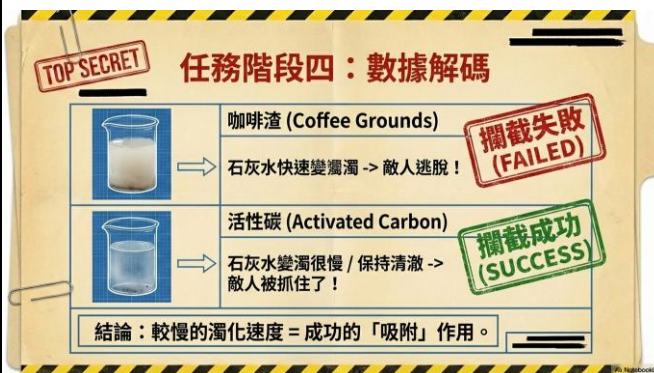 TOP SECRET
任務階段四：數據解碼
咖啡渣 (Coffee Grounds)
石灰水快速變濁 -> 敵人逃脫！
攔截失敗
(FAILED)
活性碳 (Activated Carbon)
石灰水變濁很慢 / 保持清澈 ->
敵人被抓住了！
攔截成功
(SUCCESS)
結論：較慢的濁化速度 = 成功的「吸附」作用。